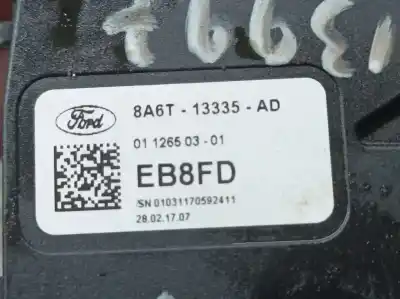 Ford
8A6T - 13335 - AD
01 1265 03 - 01
EB8FD
SN 01031170592411
28.02.17.07